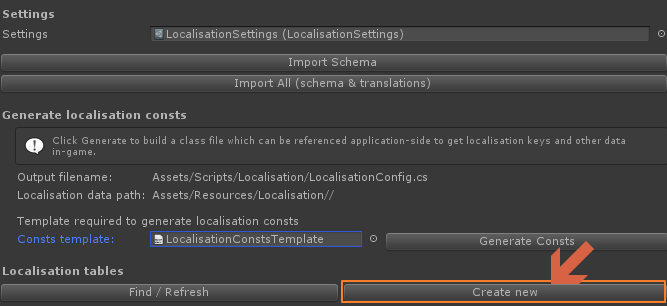 Settings
Settings LocalisationSettings (LocalisationSettings)
Import Schema
Import All (schema & translations)
Generate localisation consts
Click Generate to build a class file which can be referenced application-side to get localisation keys and other data
in-game.
Output filename: Assets/Scripts/Localisation/LocalisationConfig.cs
Localisation data path: Assets/Resources/Localisation//
Template required to generate localisation consts
Consts template: LocalisationConstsTemplate Generate Consts
Localisation tables
Find / Refresh Create new